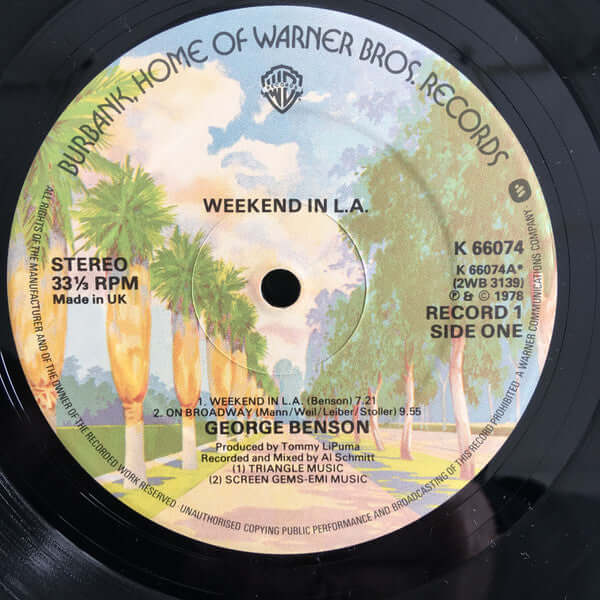 BURBANK, HOME OF WARNER BROS. RECORDS
WEEKEND IN L.A.
STEREO
33⅓ RPM
Made in UK
K 66074
K 66074A*
(2WB 3139)
℗ & © 1978
RECORD 1
SIDE ONE
1. WEEKEND IN L.A. (Benson) 7.21
2. ON BROADWAY (Mann/Weil/Leiber/Stoller) 9.55
GEORGE BENSON
Produced by Tommy LiPuma
Recorded and Mixed by Al Schmitt
(1) TRIANGLE MUSIC
(2) SCREEN GEMS-EMI MUSIC
ALL RIGHTS OF THE MANUFACTURER AND OF THE OWNER OF THE RECORDED WORK RESERVED · UNAUTHORISED COPYING PUBLIC PERFORMANCE AND BROADCASTING OF THIS RECORD PROHIBITED · A WARNER COMMUNICATIONS COMPANY